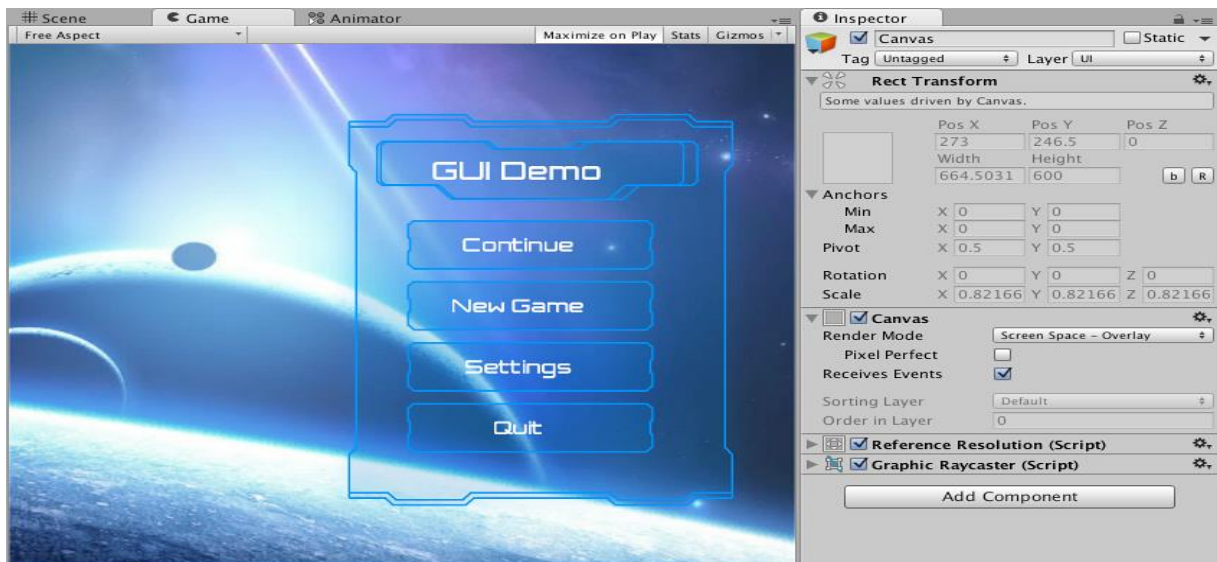 Scene Game Animator
Free Aspect Maximize on Play Stats Gizmos
GUI Demo
Continue
New Game
Settings
Quit
Inspector
Canvas Static
Tag Untagged Layer UI
Rect Transform
Some values driven by Canvas.
Pos X Pos Y Pos Z
273 246.5 0
Width Height
664.5031 600 b R
Anchors
Min X 0 Y 0
Max X 0 Y 0
Pivot X 0.5 Y 0.5
Rotation X 0 Y 0 Z 0
Scale X 0.82166 Y 0.82166 Z 0.82166
Canvas
Render Mode Screen Space - Overlay
Pixel Perfect
Receives Events
Sorting Layer Default
Order in Layer 0
Reference Resolution (Script)
Graphic Raycaster (Script)
Add Component